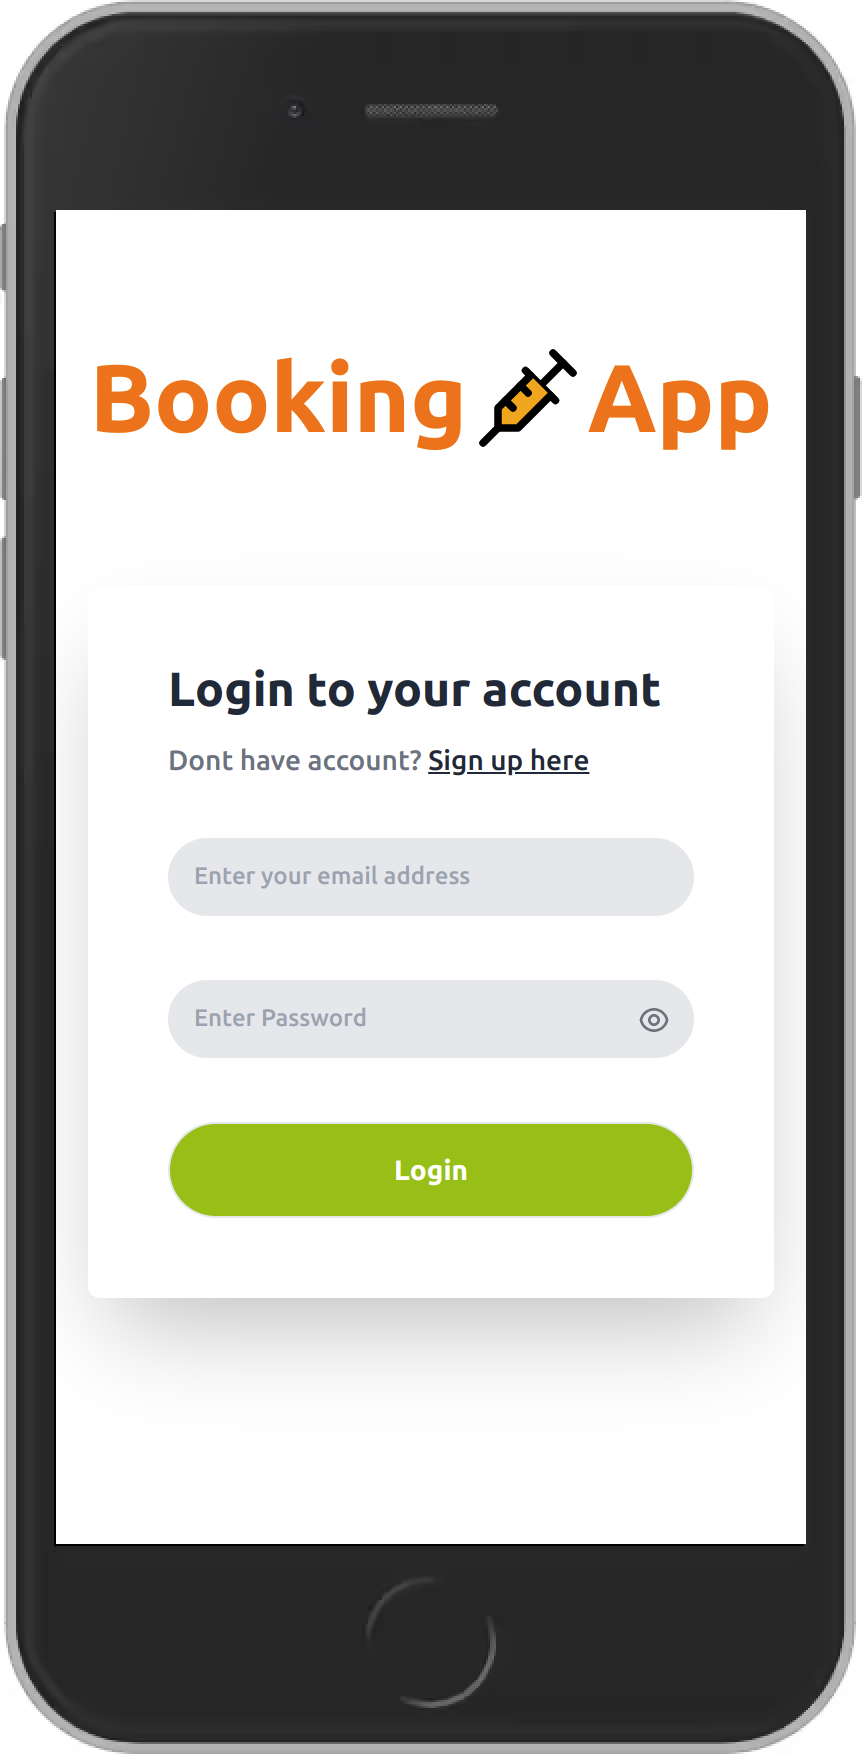 Booking App
Login to your account
Dont have account? Sign up here
Enter your email address
Enter Password
Login